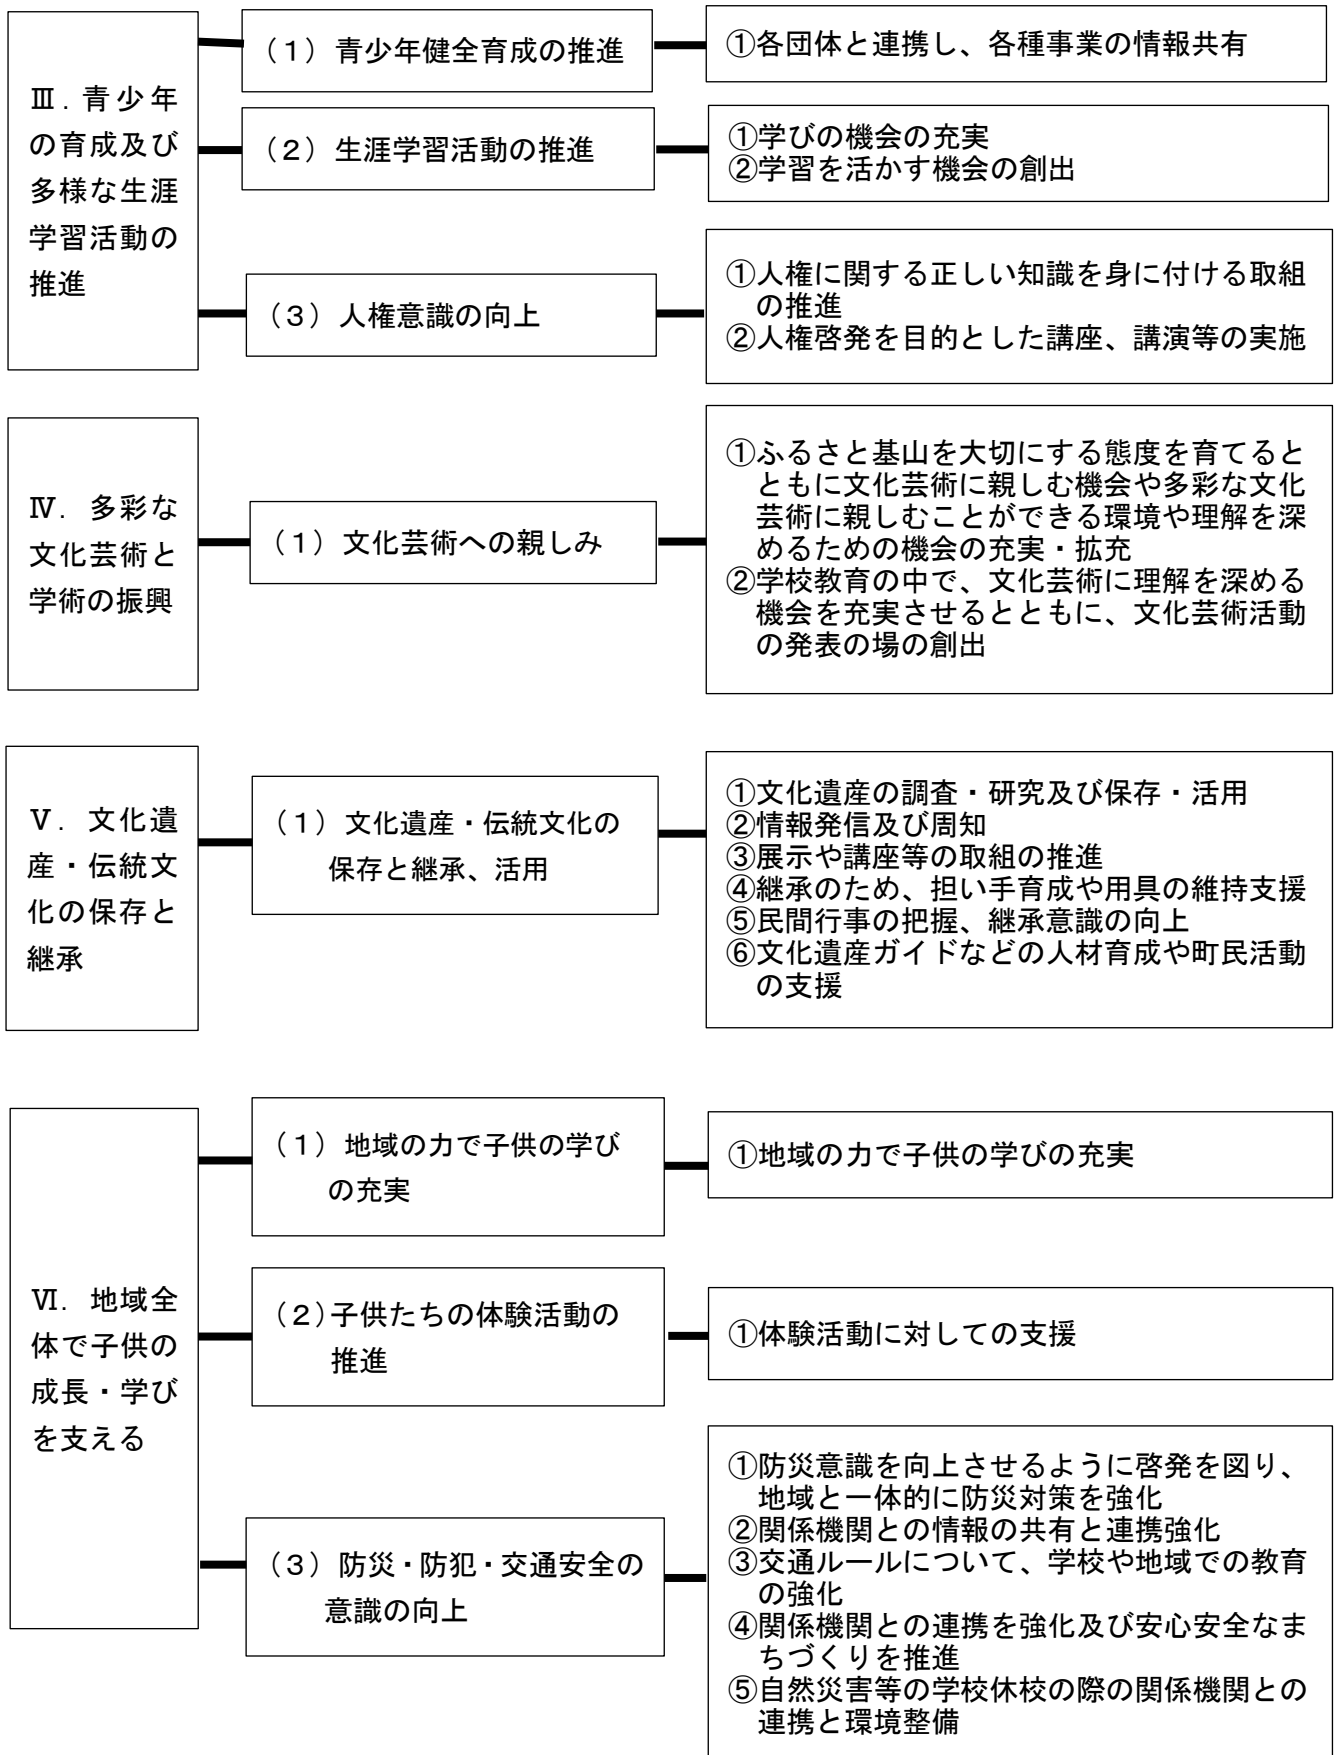 Ⅲ．青少年
の育成及び
多様な生涯
学習活動の
推進
（１）青少年健全育成の推進
①各団体と連携し、各種事業の情報共有
（２）生涯学習活動の推進
①学びの機会の充実
②学習を活かす機会の創出
（３）人権意識の向上
①人権に関する正しい知識を身に付ける取組
の推進
②人権啓発を目的とした講座、講演等の実施
Ⅳ．多彩な
文化芸術と
学術の振興
（１）文化芸術への親しみ
①ふるさと基山を大切にする態度を育てると
ともに文化芸術に親しむ機会や多彩な文化
芸術に親しむことができる環境や理解を深
めるための機会の充実・拡充
②学校教育の中で、文化芸術に理解を深める
機会を充実させるとともに、文化芸術活動
の発表の場の創出
Ⅴ．文化遺
産・伝統文
化の保存と
継承
（１）文化遺産・伝統文化の
保存と継承、活用
①文化遺産の調査・研究及び保存・活用
②情報発信及び周知
③展示や講座等の取組の推進
④継承のため、担い手育成や用具の維持支援
⑤民間行事の把握、継承意識の向上
⑥文化遺産ガイドなどの人材育成や町民活動
の支援
Ⅵ．地域全
体で子供の
成長・学び
を支える
（１）地域の力で子供の学び
の充実
①地域の力で子供の学びの充実
（２）子供たちの体験活動の
推進
①体験活動に対しての支援
（３）防災・防犯・交通安全の
意識の向上
①防災意識を向上させるように啓発を図り、
地域と一体的に防災対策を強化
②関係機関との情報の共有と連携強化
③交通ルールについて、学校や地域での教育
の強化
④関係機関との連携を強化及び安心安全なま
ちづくりを推進
⑤自然災害等の学校休校の際の関係機関との
連携と環境整備